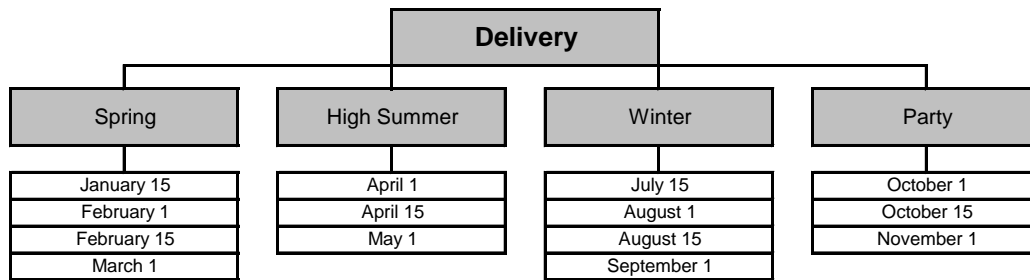 Delivery
Spring
High Summer
Winter
Party
January 15
February 1
February 15
March 1
April 1
April 15
May 1
July 15
August 1
August 15
September 1
October 1
October 15
November 1